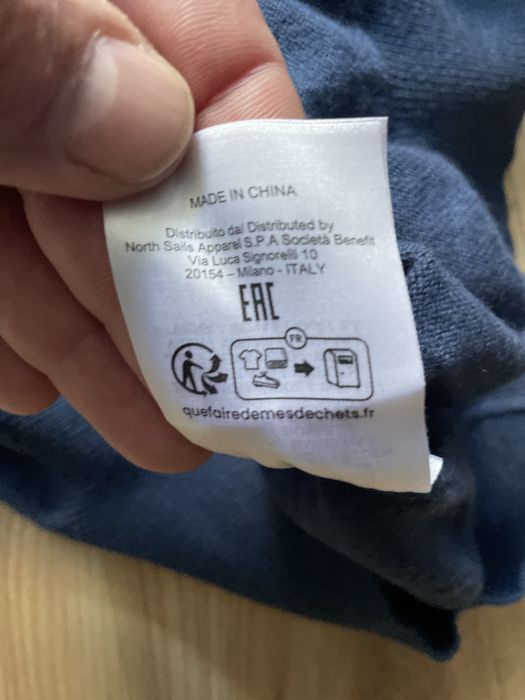 MADE IN CHINA
Distribuito da/ Distributed by
North Sails Apparel S.P.A Società Benefit
Via Luca Signorelli 10
20154 – Milano - ITALY
EAC
FR
quefairedemesdechets.fr